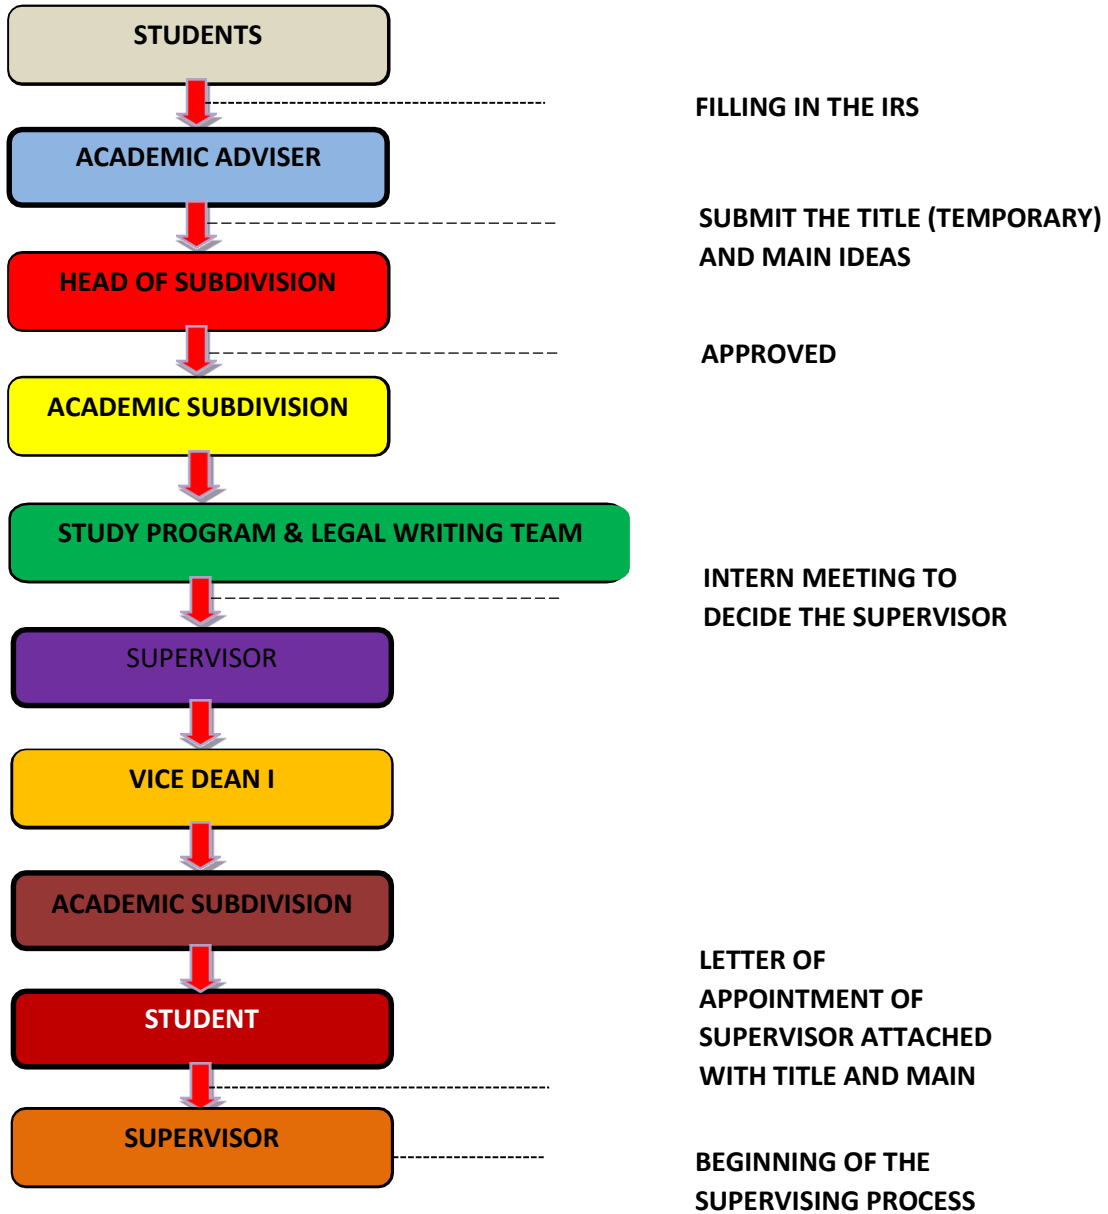 STUDENTS
FILLING IN THE IRS
ACADEMIC ADVISER
SUBMIT THE TITLE (TEMPORARY)
AND MAIN IDEAS
HEAD OF SUBDIVISION
APPROVED
ACADEMIC SUBDIVISION
STUDY PROGRAM & LEGAL WRITING TEAM
INTERN MEETING TO
DECIDE THE SUPERVISOR
SUPERVISOR
VICE DEAN I
ACADEMIC SUBDIVISION
STUDENT
LETTER OF
APPOINTMENT OF
SUPERVISOR ATTACHED
WITH TITLE AND MAIN
SUPERVISOR
BEGINNING OF THE
SUPERVISING PROCESS